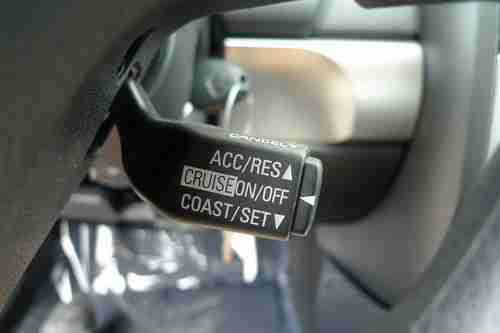 CANCEL
ACC/RES▲
CRUISE ON/OFF ◀
COAST/SET▼